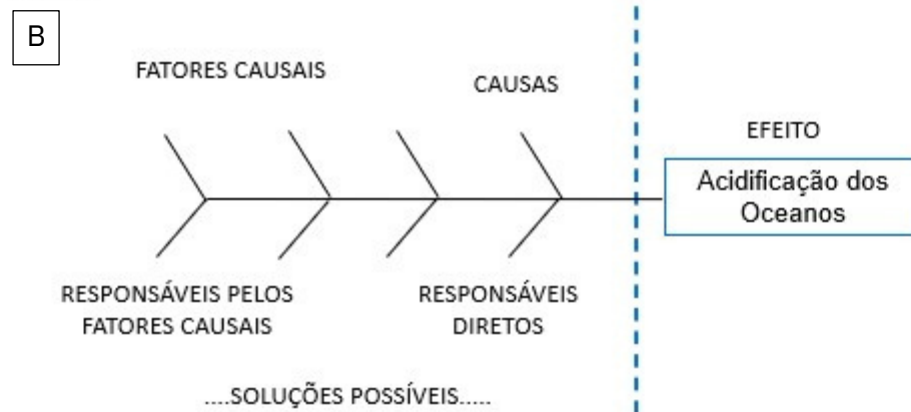 B
FATORES CAUSAIS
CAUSAS
EFEITO
Acidificação dos
Oceanos
RESPONSÁVEIS PELOS
FATORES CAUSAIS
RESPONSÁVEIS
DIRETOS
....SOLUÇÕES POSSÍVEIS.....